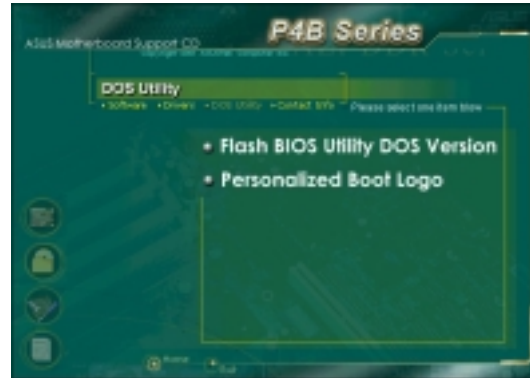 P4B Series
ASUS Motherboard Support CD
DOS Utility
• Software • Drivers • DOS Utility • Contact Info
Please select one item blow
• Flash BIOS Utility DOS Version
• Personalized Boot Logo
Home
Exit